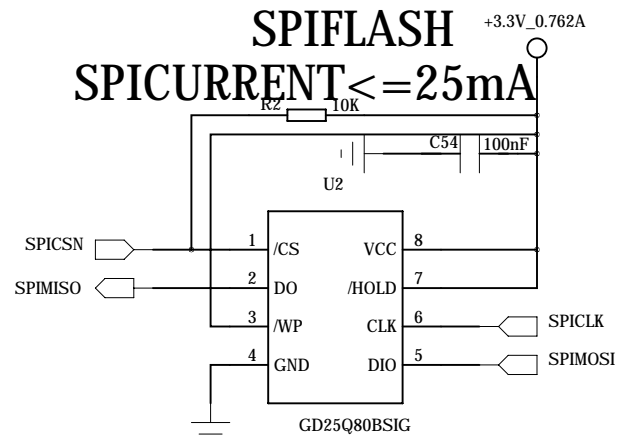 SPIFLASH
+3.3V_0.762A
SPICURRENT<=25mA
R2 10K
C54 100nF
U2
SPICSN 1 /CS VCC 8
SPIMISO 2 DO /HOLD 7
3 /WP CLK 6 SPICLK
4 GND DIO 5 SPIMOSI
GD25Q80BSIG